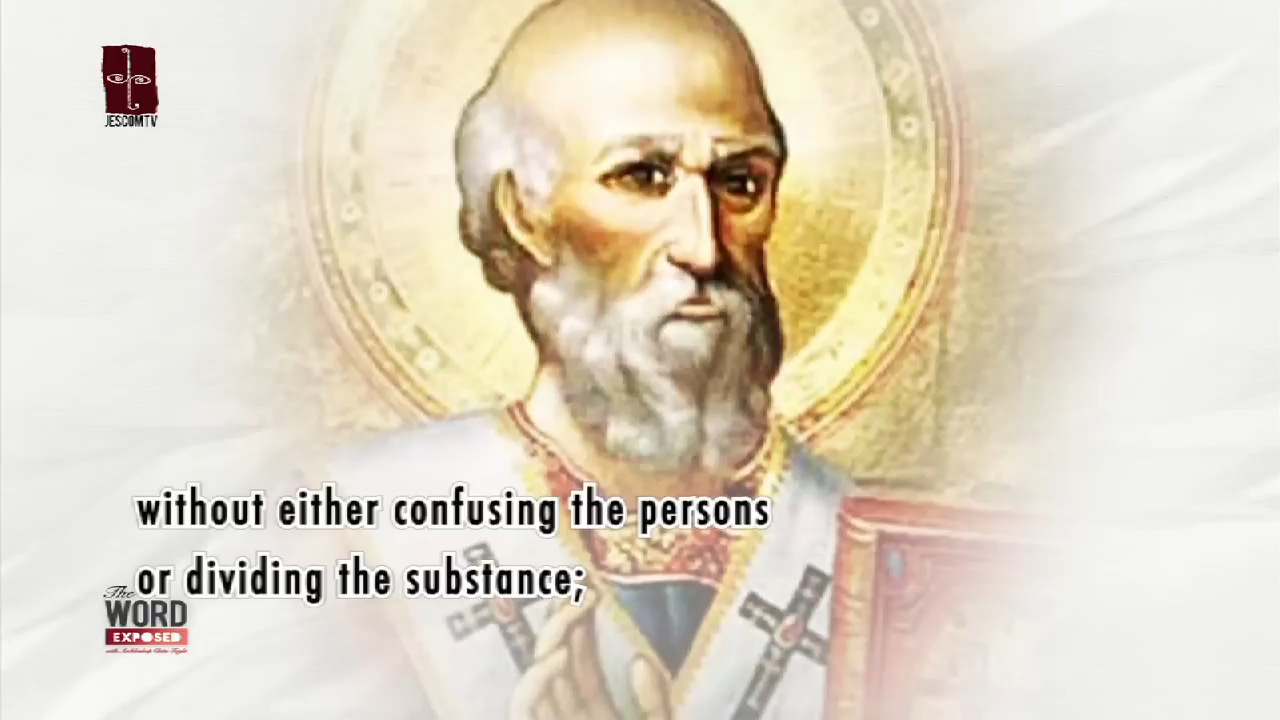 JESCOMTV
without either confusing the persons
or dividing the substance;
The
WORD
EXPOSED